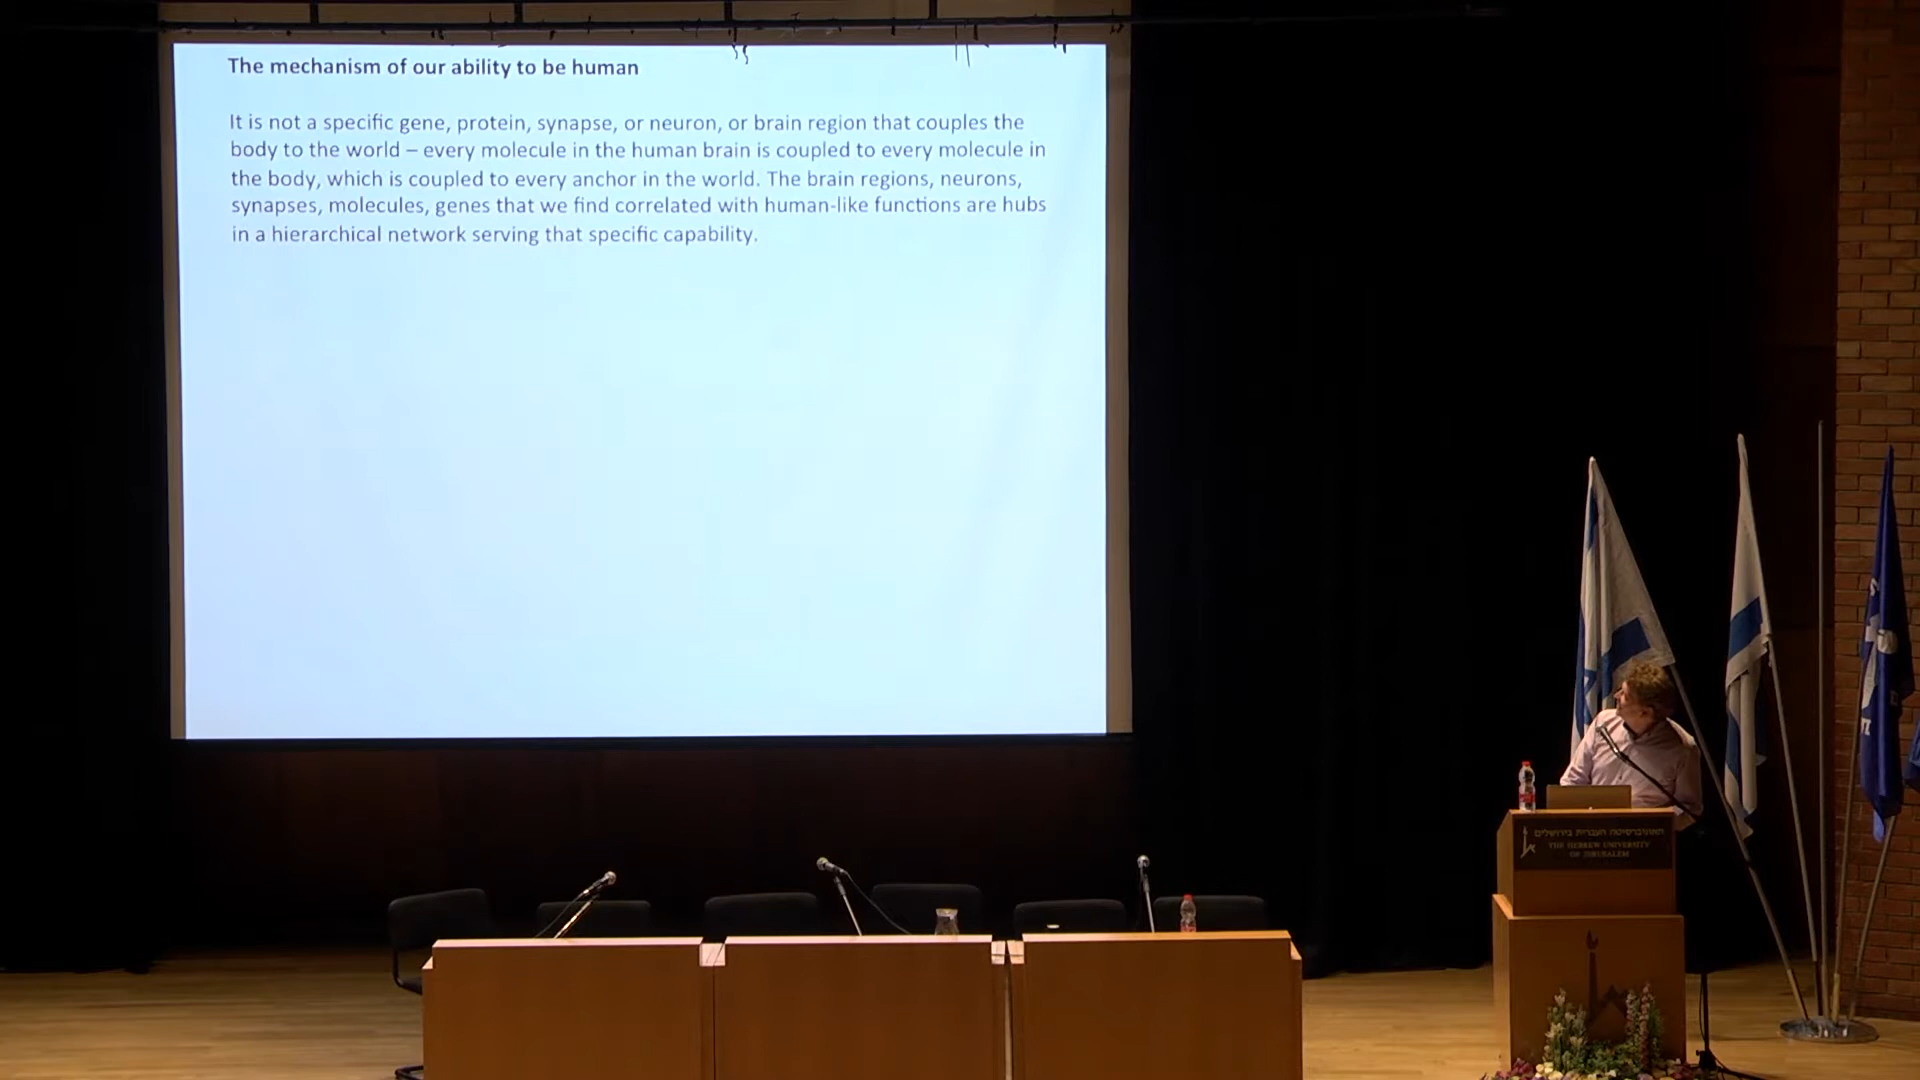 The mechanism of our ability to be human
It is not a specific gene, protein, synapse, or neuron, or brain region that couples the
body to the world – every molecule in the human brain is coupled to every molecule in
the body, which is coupled to every anchor in the world. The brain regions, neurons,
synapses, molecules, genes that we find correlated with human-like functions are hubs
in a hierarchical network serving that specific capability.
האוניברסיטה העברית בירושלים
THE HEBREW UNIVERSITY
OF JERUSALEM